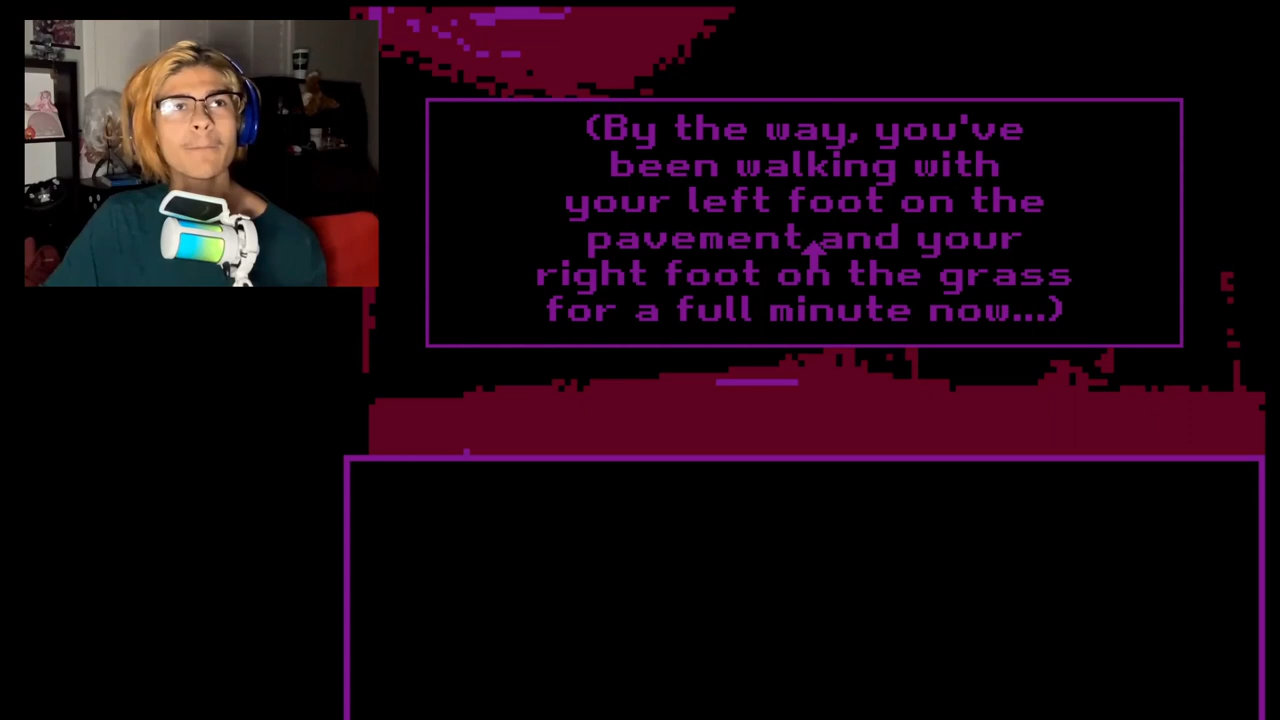 (By the way, you've
been walking with
your left foot on the
pavement and your
right foot on the grass
for a full minute now...)